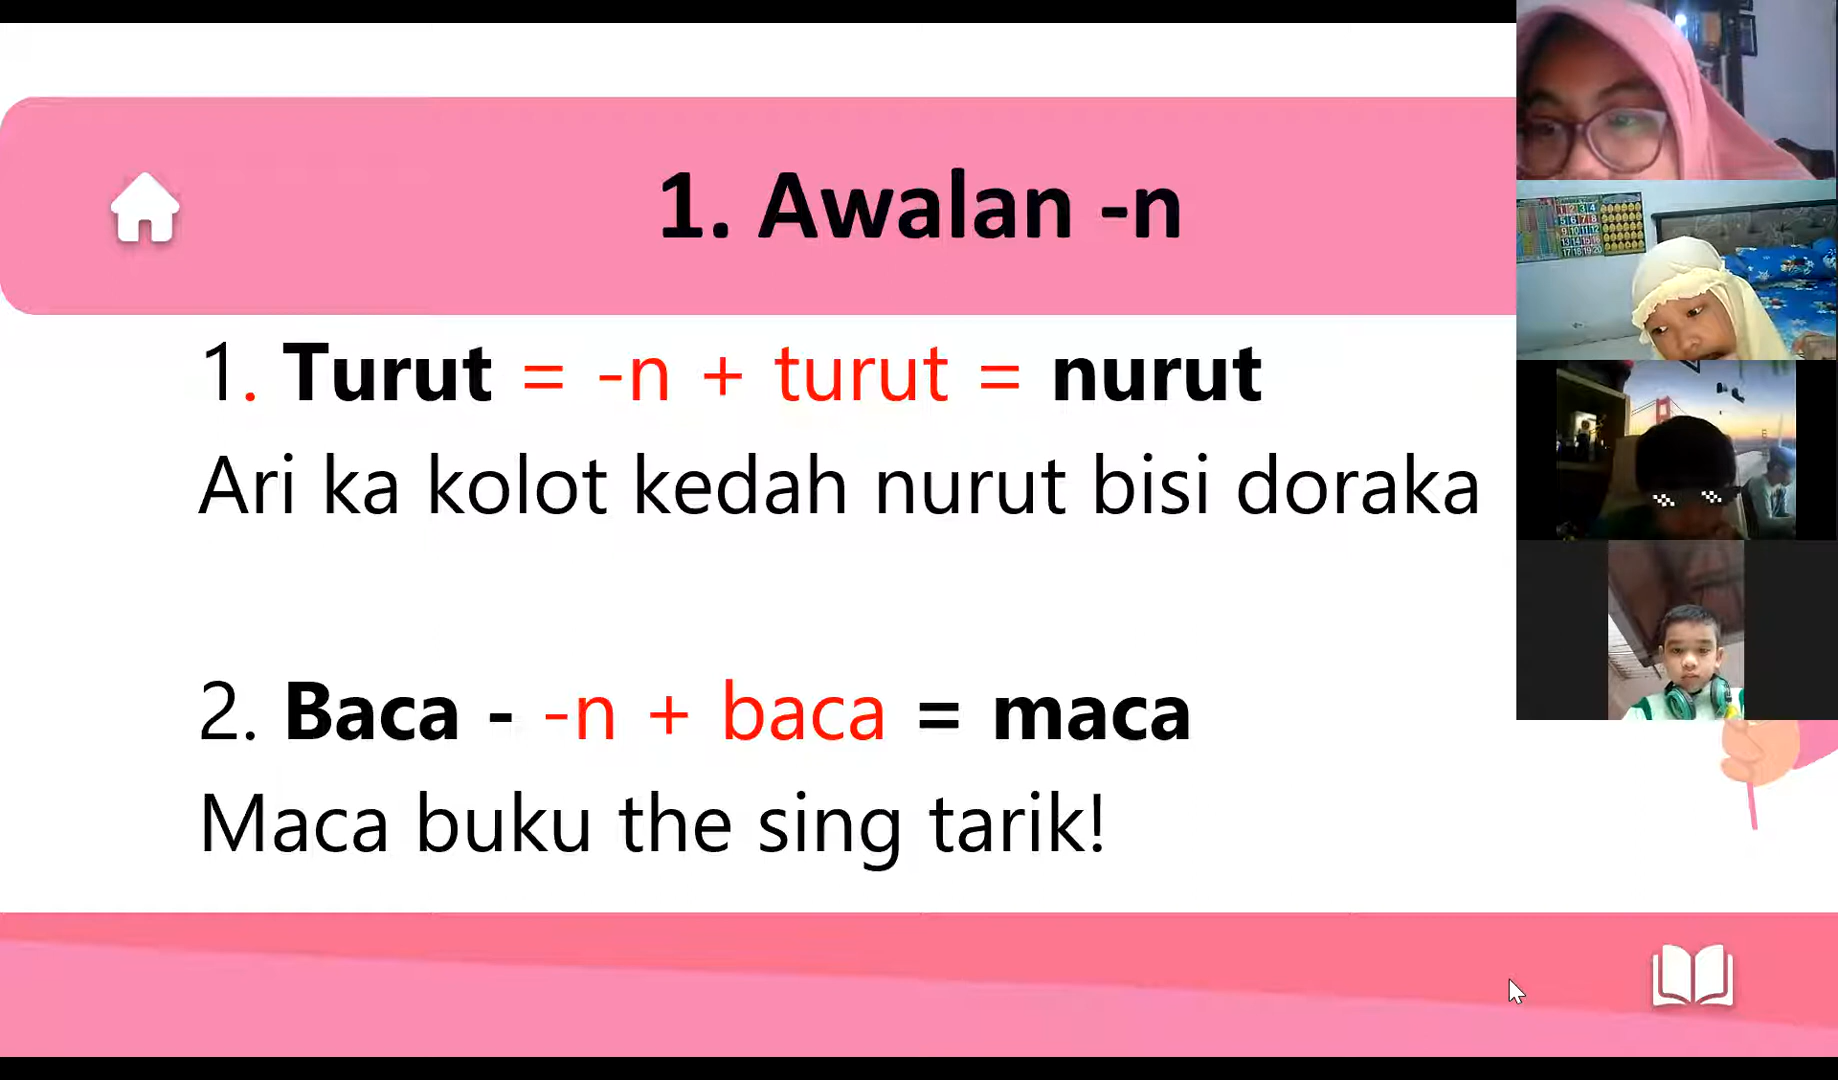 1. Awalan -n
1. Turut = -n + turut = nurut
Ari ka kolot kedah nurut bisi doraka
2. Baca - -n + baca = maca
Maca buku the sing tarik!